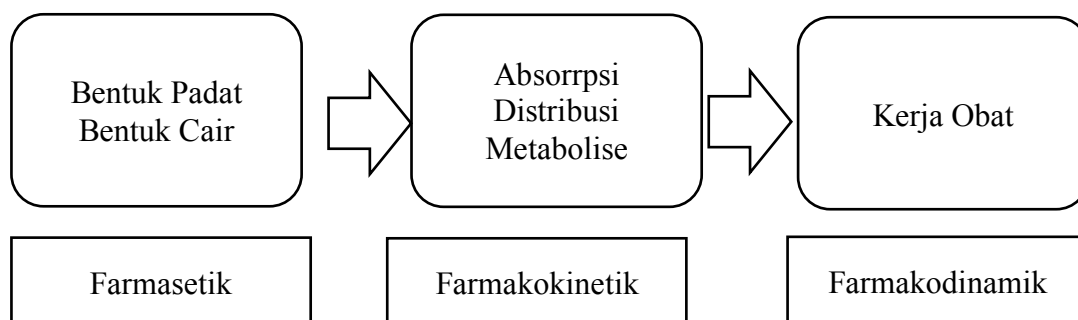 Bentuk Padat
Bentuk Cair
Absorrpsi
Distribusi
Metabolise
Kerja Obat
Farmasetik
Farmakokinetik
Farmakodinamik